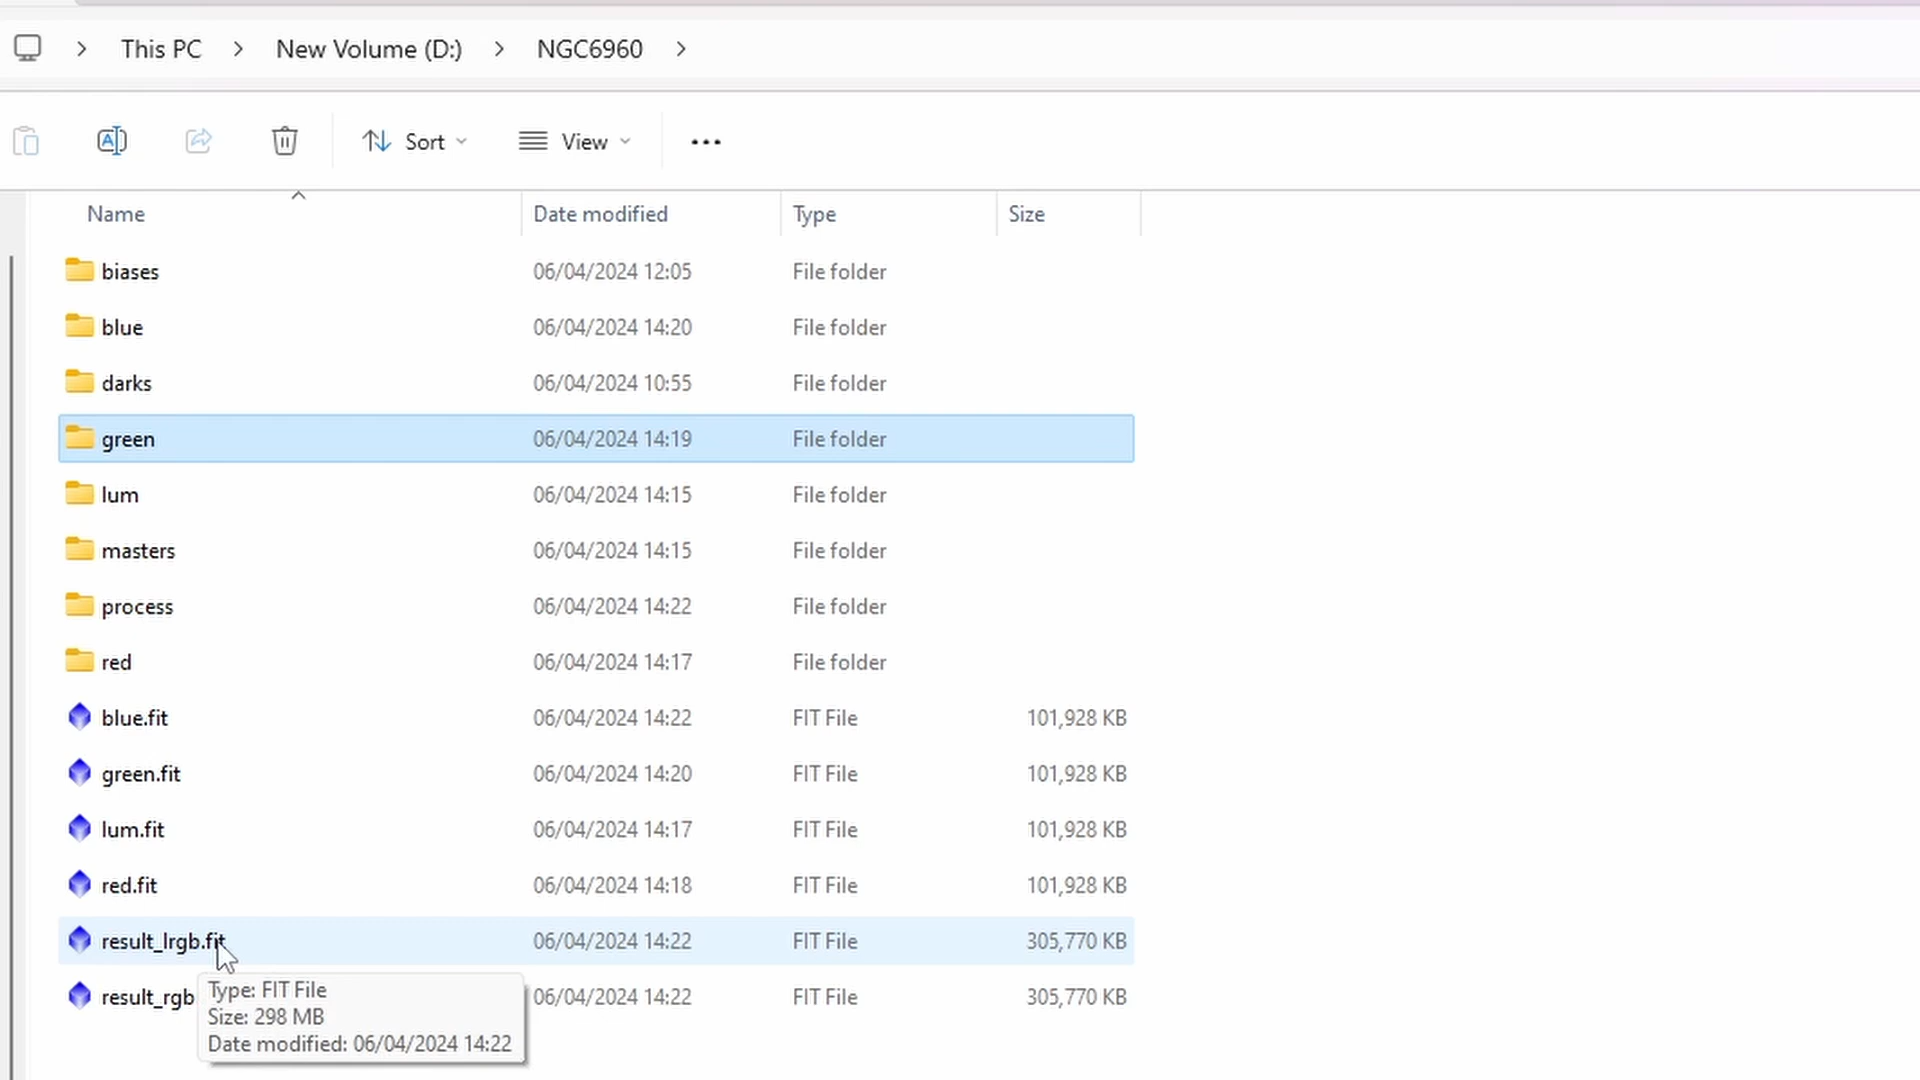 This PC > New Volume (D:) > NGC6960 >
Sort View •••
Name Date modified Type Size
biases 06/04/2024 12:05 File folder
blue 06/04/2024 14:20 File folder
darks 06/04/2024 10:55 File folder
green 06/04/2024 14:19 File folder
lum 06/04/2024 14:15 File folder
masters 06/04/2024 14:15 File folder
process 06/04/2024 14:22 File folder
red 06/04/2024 14:17 File folder
blue.fit 06/04/2024 14:22 FIT File 101,928 KB
green.fit 06/04/2024 14:20 FIT File 101,928 KB
lum.fit 06/04/2024 14:17 FIT File 101,928 KB
red.fit 06/04/2024 14:18 FIT File 101,928 KB
result_lrgb.fit 06/04/2024 14:22 FIT File 305,770 KB
result_rgb 06/04/2024 14:22 FIT File 305,770 KB
Type: FIT File
Size: 298 MB
Date modified: 06/04/2024 14:22